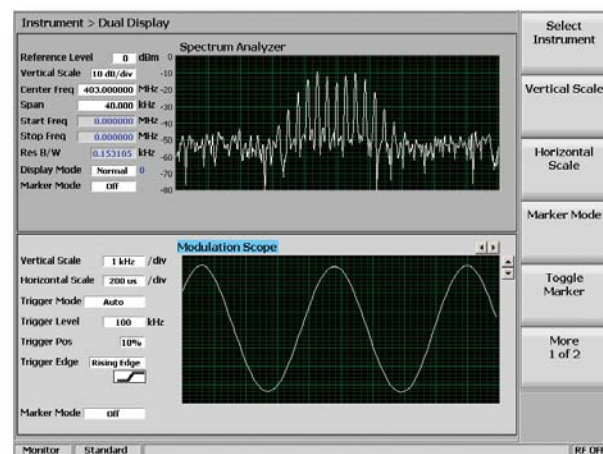 Instrument > Dual Display
Spectrum Analyzer
Reference Level 0 dBm
Vertical Scale 10 dB/div
Center Freq 403.000000 MHz
Span 40.000 kHz
Start Freq 0.000000 MHz
Stop Freq 0.000000 MHz
Res B/W 0.153105 kHz
Display Mode Normal 0
Marker Mode Off
0
-10
-20
-30
-40
-50
-60
-70
-80
Modulation Scope
Vertical Scale 1 kHz /div
Horizontal Scale 200 us /div
Trigger Mode Auto
Trigger Level 100 kHz
Trigger Pos 10%
Trigger Edge Rising Edge
Marker Mode Off
Select
Instrument
Vertical Scale
Horizontal
Scale
Marker Mode
Toggle
Marker
More
1 of 2
Monitor Standard RF OFF